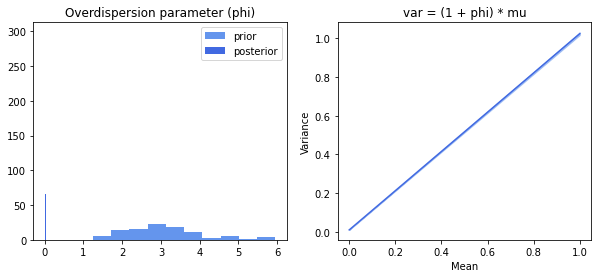 Overdispersion parameter (phi)
300
250
200
150
100
50
0
0 1 2 3 4 5 6
prior
posterior
var = (1 + phi) * mu
Variance
1.0
0.8
0.6
0.4
0.2
0.0
0.0 0.2 0.4 0.6 0.8 1.0
Mean